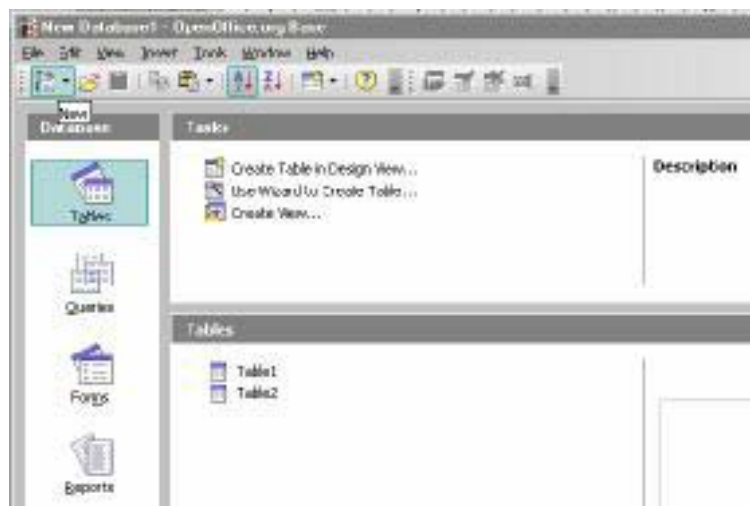 New Database1 - OpenOffice.org Base
File Edit View Insert Tools Window Help
New
Database
Tables
Queries
Forms
Reports
Tasks
Create Table in Design View...
Use Wizard to Create Table...
Create View...
Description
Tables
Table1
Table2